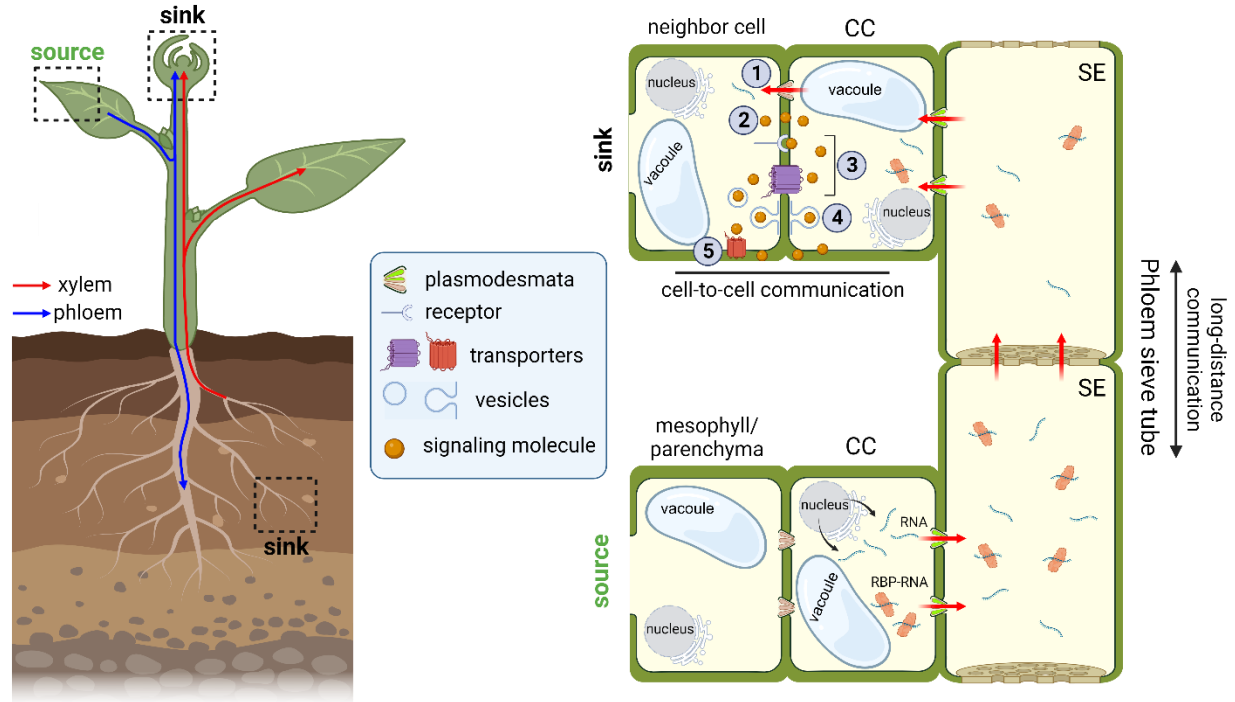 sink
source
xylem
phloem
sink
plasmodesmata
receptor
transporters
vesicles
signaling molecule
neighbor cell
CC
nucleus
1
vacoule
SE
2
sink
vacoule
3
nucleus
4
5
cell-to-cell communication
long-distance
communication
Phloem sieve tube
SE
mesophyll/
parenchyma
CC
vacoule
nucleus
RNA
source
RBP-RNA
vacoule
nucleus